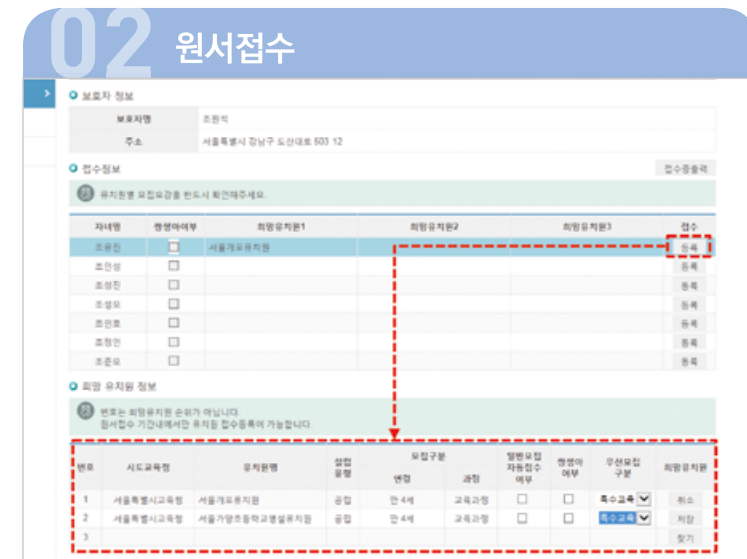 02 원서접수
보호자 정보
보호자명 조원석
주소 서울특별시 강남구 도산대로 503 12
접수정보 접수증출력
유치원별 모집요강을 반드시 확인해주세요.
자녀명 쌍생아여부 희망유치원1 희망유치원2 희망유치원3 접수
조유진 서울개포유치원 등록
조인성 등록
조성진 등록
조설모 등록
조인호 등록
조정인 등록
조준모 등록
희망 유치원 정보
번호는 희망유치원 순위가 아닙니다.
원서접수 기간내에서만 유치원 접수등록이 가능합니다.
번호 시도교육청 유치원명 설립유형 모집구분 연령 과정 일반모집 자동접수 여부 쌍생아 여부 우선모집 구분 희망유치원
1 서울특별시교육청 서울개포유치원 공립 만 4세 교육과정 특수교육 취소
2 서울특별시교육청 서울가양초등학교병설유치원 공립 만 4세 교육과정 특수교육 저장
3 찾기